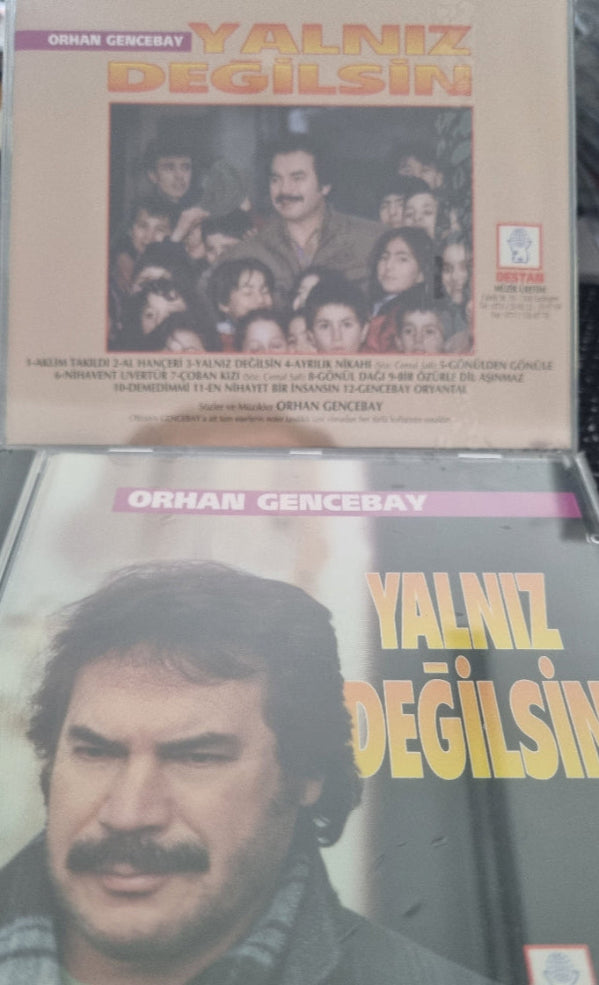 ORHAN GENCEBAY YALNIZ
DEĞİLSİN
DESTAN
MÜZİK ÜRETİM
1-AKLIM TAKILDI 2-AL HANÇERİ 3-YALNIZ DEĞİLSİN 4-AYRILIK NİKAHI (Söz: Cemal Safi) 5-GÖNÜLDEN GÖNÜLE
6-NİHAVENT UVERTÜR 7-ÇOBAN KIZI (Söz: Cemal Safi) 8-GÖNÜL DAĞI 9-BİR ÖZÜRLE DİL AŞINMAZ
10-DEMEDİMMİ 11-EN NİHAYET BİR İNSANSIN 12-GENCEBAY ORYANTAL
Sözler ve Müzikler ORHAN GENCEBAY
ORHAN GENCEBAY
YALNIZ
DEĞİLSİN